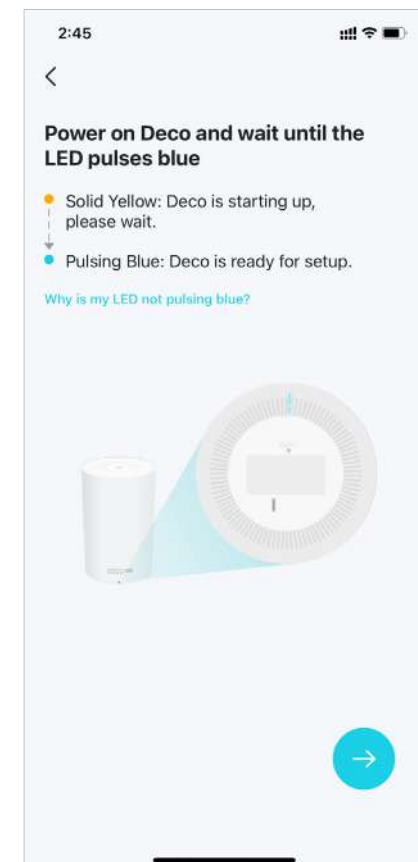 2:45
Power on Deco and wait until the
LED pulses blue
Solid Yellow: Deco is starting up,
please wait.
Pulsing Blue: Deco is ready for setup.
Why is my LED not pulsing blue?